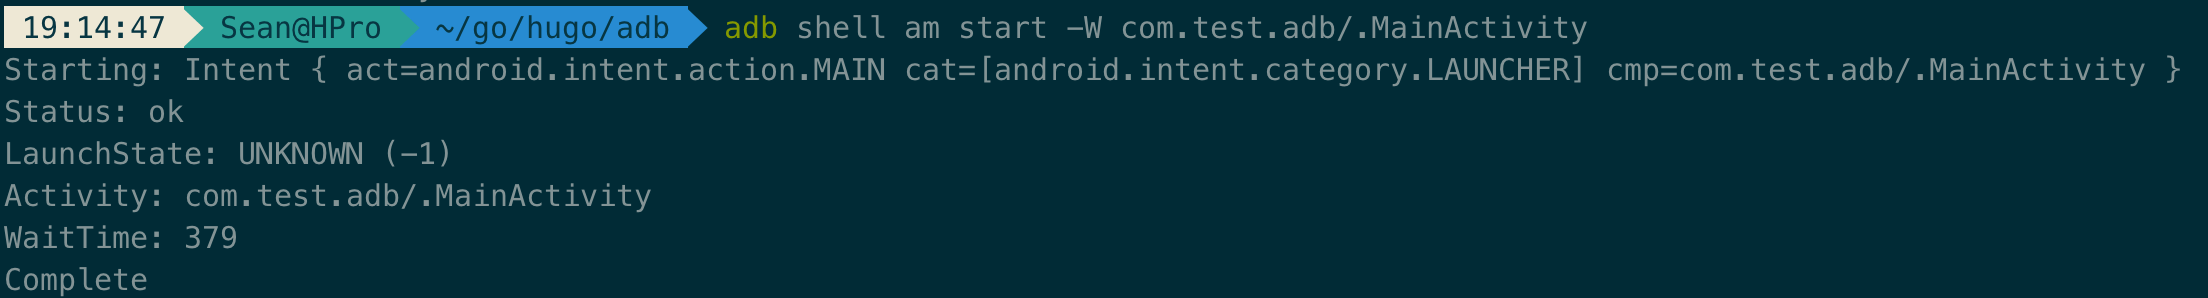 19:14:47 Sean@HPro ~/go/hugo/adb adb shell am start -W com.test.adb/.MainActivity
Starting: Intent { act=android.intent.action.MAIN cat=[android.intent.category.LAUNCHER] cmp=com.test.adb/.MainActivity }
Status: ok
LaunchState: UNKNOWN (-1)
Activity: com.test.adb/.MainActivity
WaitTime: 379
Complete